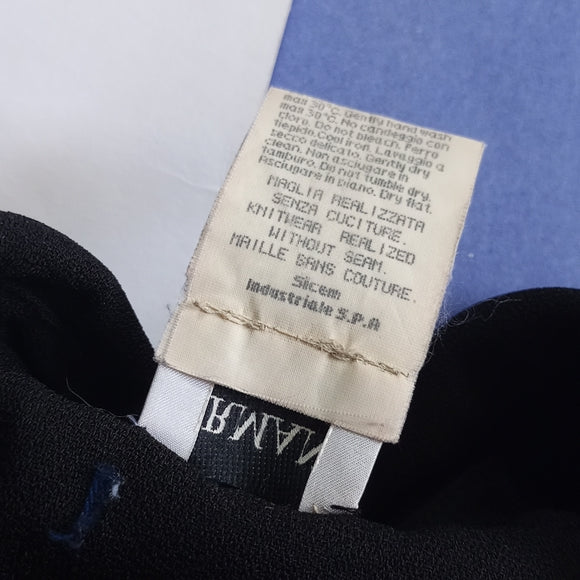 max 30°C. Gently hand wash
max 30°C. No candeggio con
cloro. Do not bleach. Ferro
tiepido. Cool iron. Lavaggio a
secco delicato. Gently dry
clean. Non asciugare in
tamburo. Do not tumble dry.
Asciugare in piano. Dry flat.
MAGLIA REALIZZATA
SENZA CUCITURE.
KNITWEAR REALIZED
WITHOUT SEAM.
MAILLE SANS COUTURE.
Sicem
Industriale S.P.A
RMAN